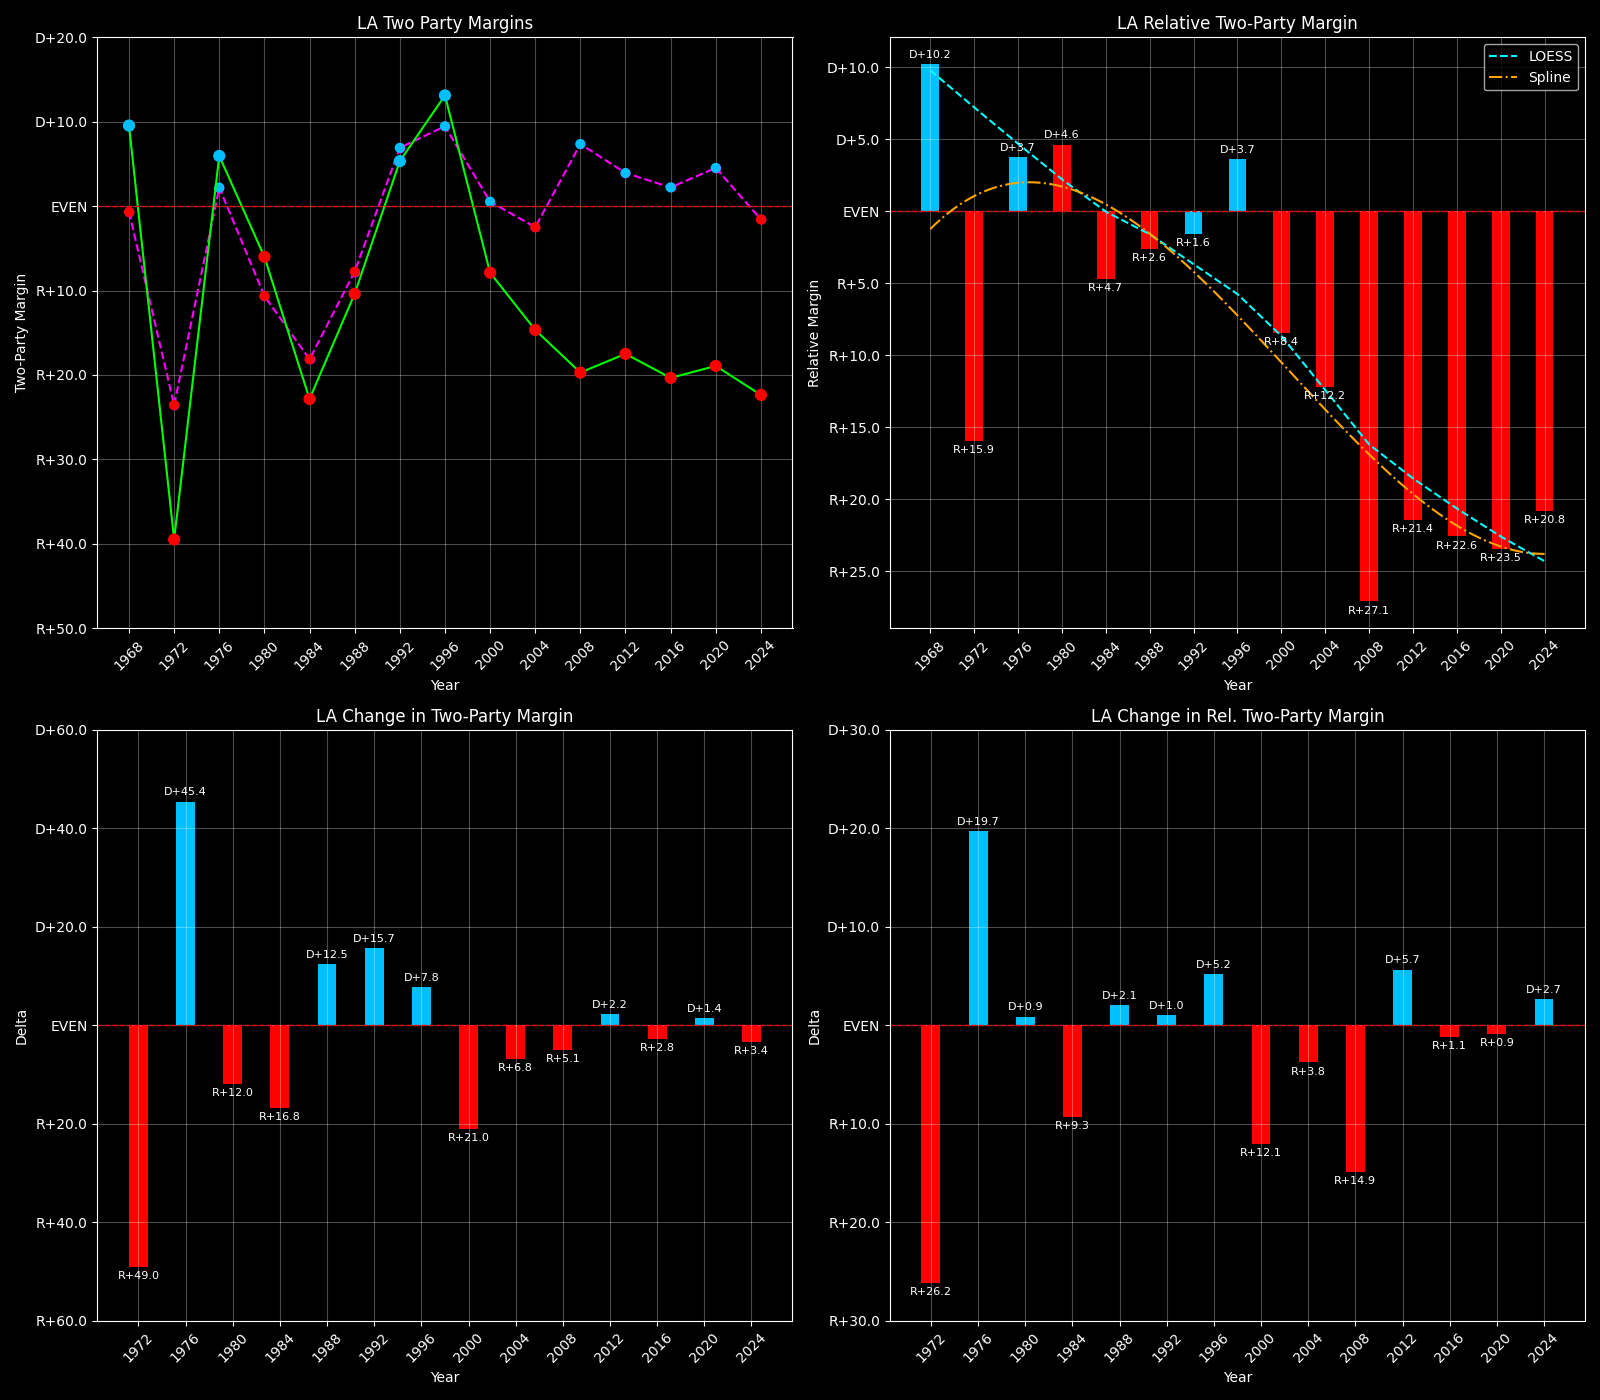 LA Two Party Margins
D+20.0
D+10.0
EVEN
R+10.0
R+20.0
R+30.0
R+40.0
R+50.0
Two-Party Margin
1968 1972 1976 1980 1984 1988 1992 1996 2000 2004 2008 2012 2016 2020 2024
Year
LA Relative Two-Party Margin
D+10.0
D+5.0
EVEN
R+5.0
R+10.0
R+15.0
R+20.0
R+25.0
Relative Margin
LOESS
Spline
D+10.2
R+15.9
D+3.7
D+4.6
R+4.7
R+2.6
R+1.6
D+3.7
R+8.4
R+12.2
R+27.1
R+21.4
R+22.6
R+23.5
R+20.8
1968 1972 1976 1980 1984 1988 1992 1996 2000 2004 2008 2012 2016 2020 2024
Year
LA Change in Two-Party Margin
D+60.0
D+40.0
D+20.0
EVEN
R+20.0
R+40.0
R+60.0
Delta
R+49.0
D+45.4
R+12.0
R+16.8
D+12.5
D+15.7
D+7.8
R+21.0
R+6.8
R+5.1
D+2.2
R+2.8
D+1.4
R+3.4
1972 1976 1980 1984 1988 1992 1996 2000 2004 2008 2012 2016 2020 2024
Year
LA Change in Rel. Two-Party Margin
D+30.0
D+20.0
D+10.0
EVEN
R+10.0
R+20.0
R+30.0
Delta
R+26.2
D+19.7
D+0.9
R+9.3
D+2.1
D+1.0
D+5.2
R+12.1
R+3.8
R+14.9
D+5.7
R+1.1
R+0.9
D+2.7
1972 1976 1980 1984 1988 1992 1996 2000 2004 2008 2012 2016 2020 2024
Year